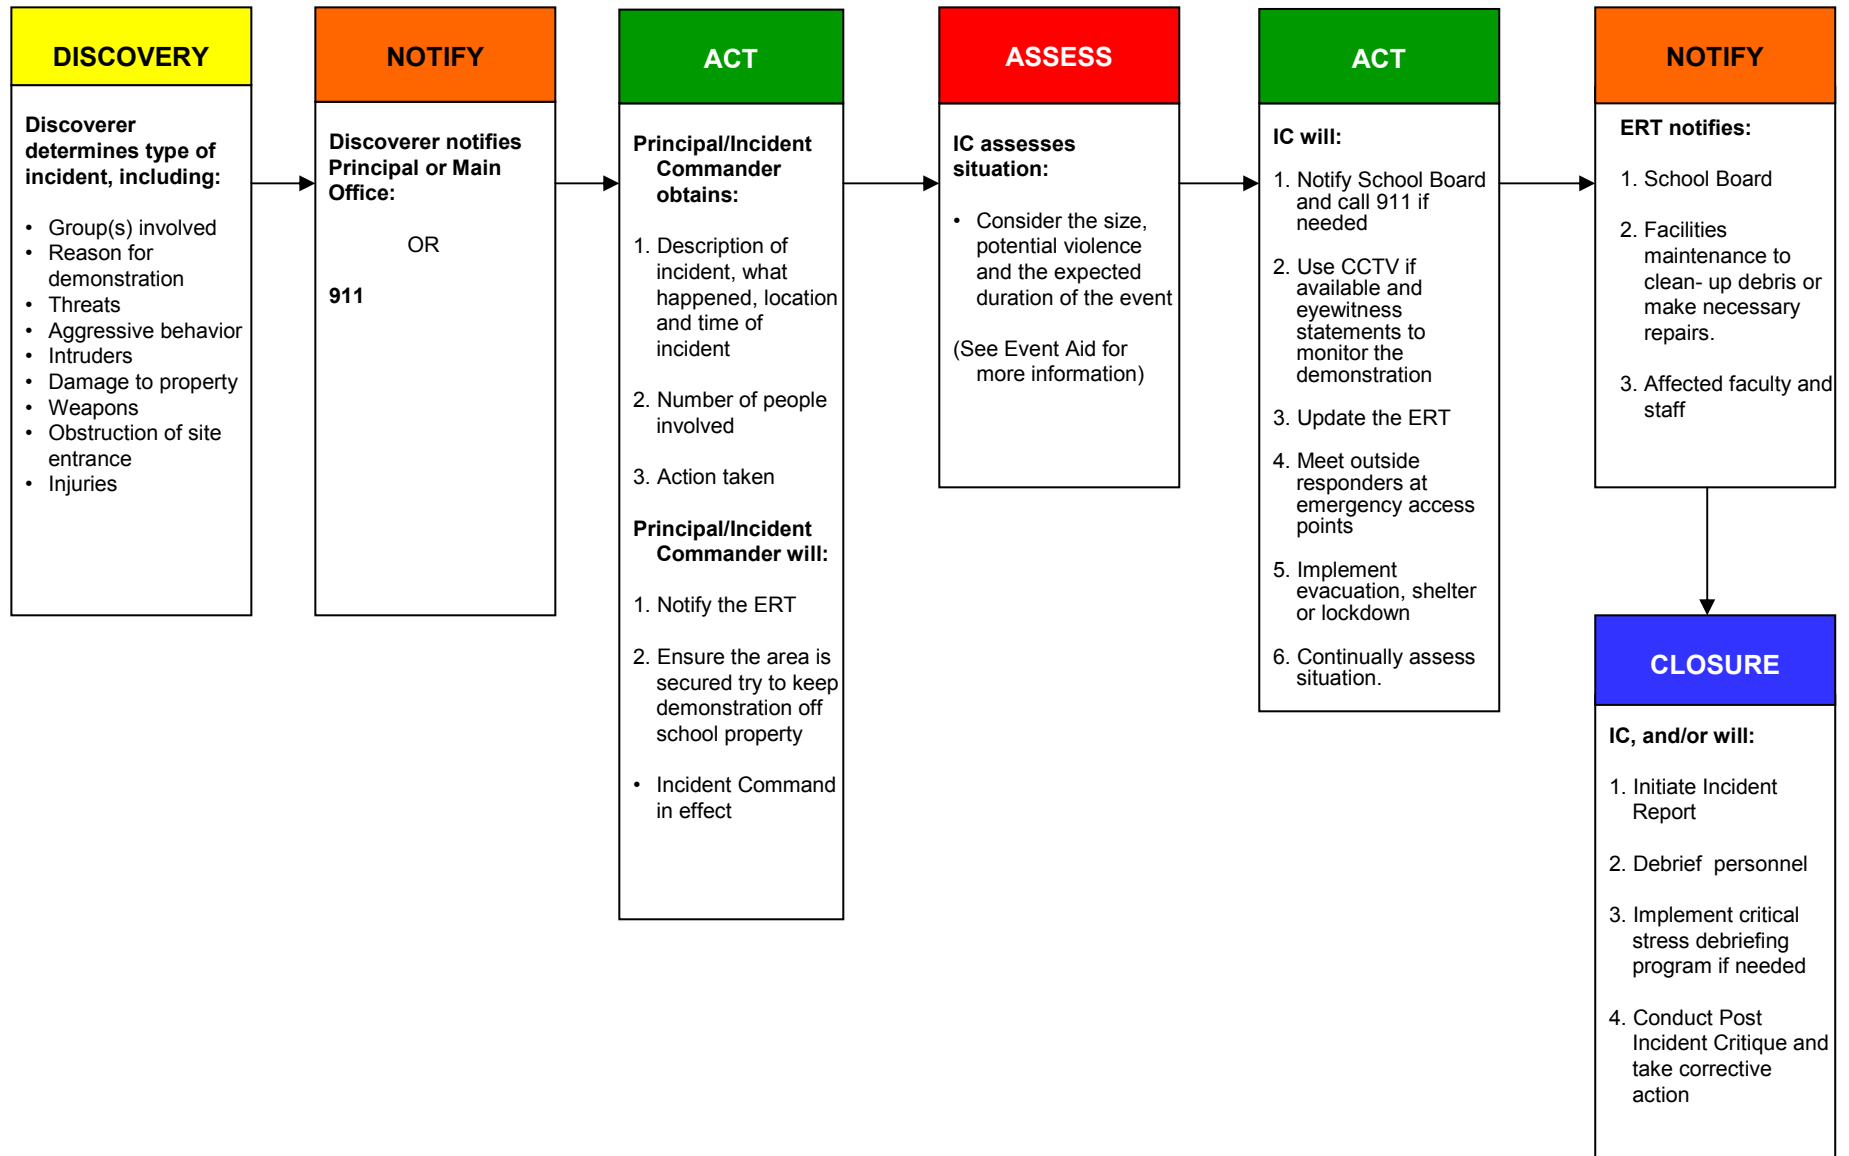 DISCOVERY
Discoverer
determines type of
incident, including:
• Group(s) involved
• Reason for
demonstration
• Threats
• Aggressive behavior
• Intruders
• Damage to property
• Weapons
• Obstruction of site
entrance
• Injuries
NOTIFY
Discoverer notifies
Principal or Main
Office:
OR
911
ACT
Principal/Incident
Commander
obtains:
1. Description of
incident, what
happened, location
and time of
incident
2. Number of people
involved
3. Action taken
Principal/Incident
Commander will:
1. Notify the ERT
2. Ensure the area is
secured try to keep
demonstration off
school property
• Incident Command
in effect
ASSESS
IC assesses
situation:
• Consider the size,
potential violence
and the expected
duration of the event
(See Event Aid for
more information)
ACT
IC will:
1. Notify School Board
and call 911 if
needed
2. Use CCTV if
available and
eyewitness
statements to
monitor the
demonstration
3. Update the ERT
4. Meet outside
responders at
emergency access
points
5. Implement
evacuation, shelter
or lockdown
6. Continually assess
situation.
NOTIFY
ERT notifies:
1. School Board
2. Facilities
maintenance to
clean- up debris or
make necessary
repairs.
3. Affected faculty and
staff
CLOSURE
IC, and/or will:
1. Initiate Incident
Report
2. Debrief  personnel
3. Implement critical
stress debriefing
program if needed
4. Conduct Post
Incident Critique and
take corrective
action